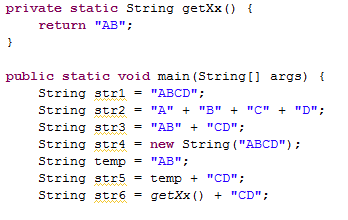 private static String getXx() {
    return "AB";
}

public static void main(String[] args) {
    String str1 = "ABCD";
    String str2 = "A" + "B" + "C" + "D";
    String str3 = "AB" + "CD";
    String str4 = new String("ABCD");
    String temp = "AB";
    String str5 = temp + "CD";
    String str6 = getXx() + "CD";